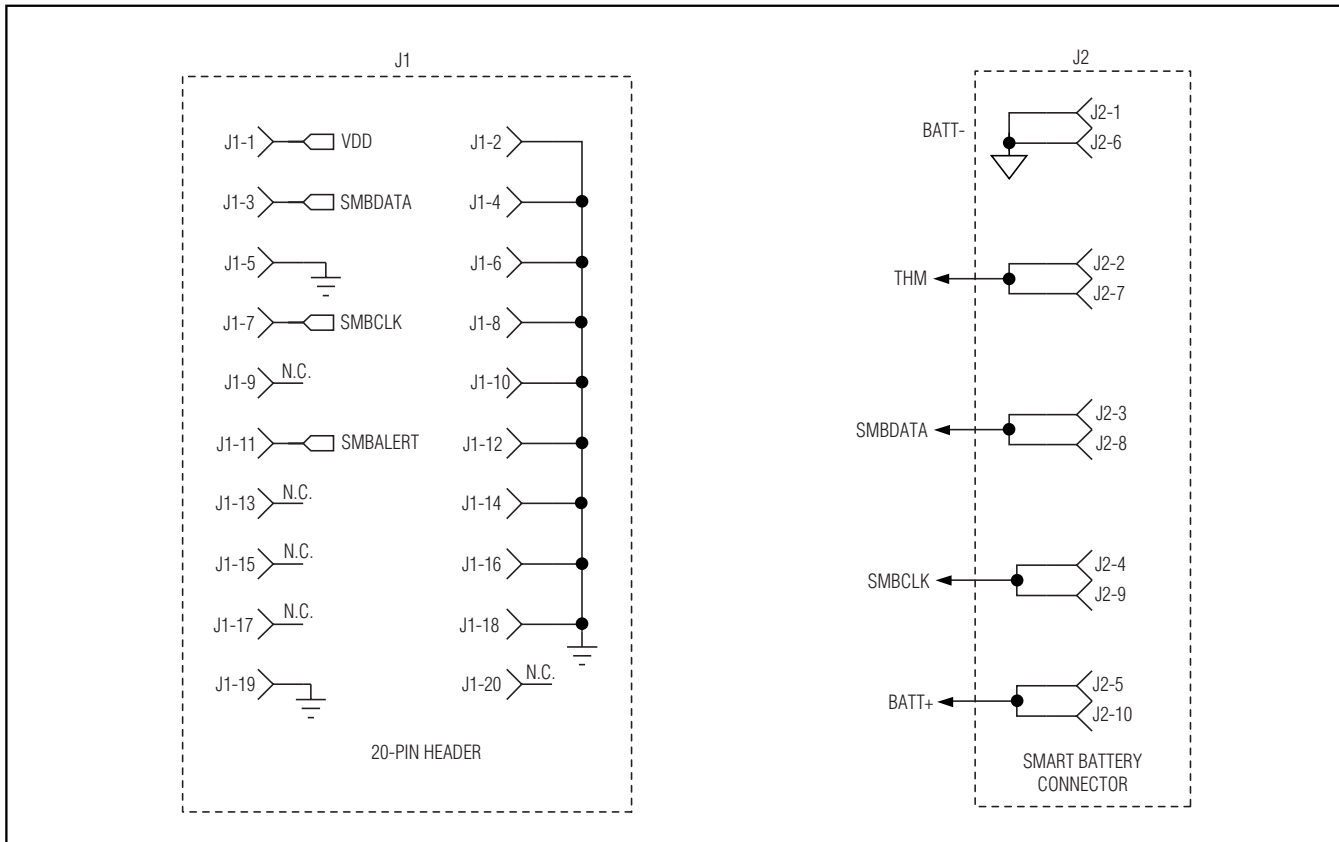 J1
J1-1 VDD J1-2
J1-3 SMBDATA J1-4
J1-5 J1-6
J1-7 SMBCLK J1-8
J1-9 N.C. J1-10
J1-11 SMBALERT J1-12
J1-13 N.C. J1-14
J1-15 N.C. J1-16
J1-17 N.C. J1-18
J1-19 J1-20 N.C.
20-PIN HEADER
J2
BATT-
J2-1
J2-6
THM
J2-2
J2-7
SMBDATA
J2-3
J2-8
SMBCLK
J2-4
J2-9
BATT+
J2-5
J2-10
SMART BATTERY
CONNECTOR